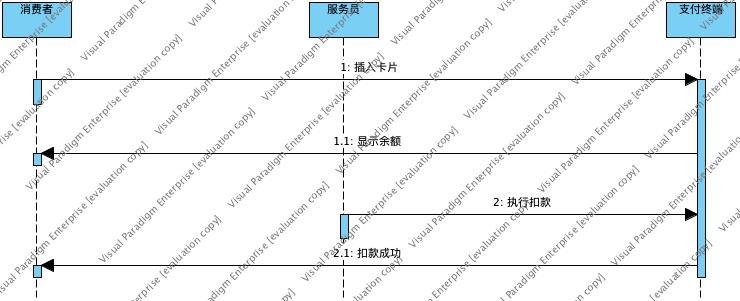 消费者
服务员
支付终端
1: 插入卡片
1.1: 显示余额
2: 执行扣款
2.1: 扣款成功
Visual Paradigm Enterprise [evaluation copy]